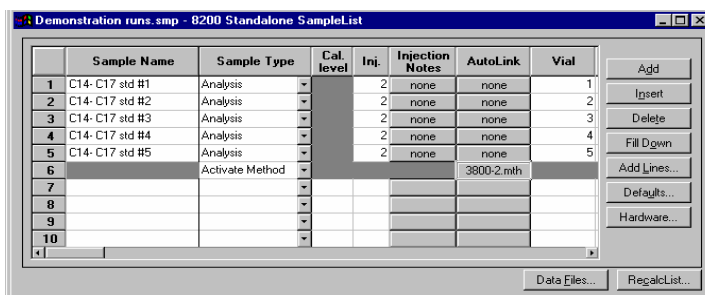 Demonstration runs.smp - 8200 Standalone SampleList
Sample Name Sample Type Cal. level Inj. Injection Notes AutoLink Vial
1 C14- C17 std #1 Analysis 2 none none 1
2 C14- C17 std #2 Analysis 2 none none 2
3 C14- C17 std #3 Analysis 2 none none 3
4 C14- C17 std #4 Analysis 2 none none 4
5 C14- C17 std #5 Analysis 2 none none 5
6 Activate Method 3800-2.mth
7
8
9
10
Add
Insert
Delete
Fill Down
Add Lines...
Defaults...
Hardware...
Data Files...
RecalcList...